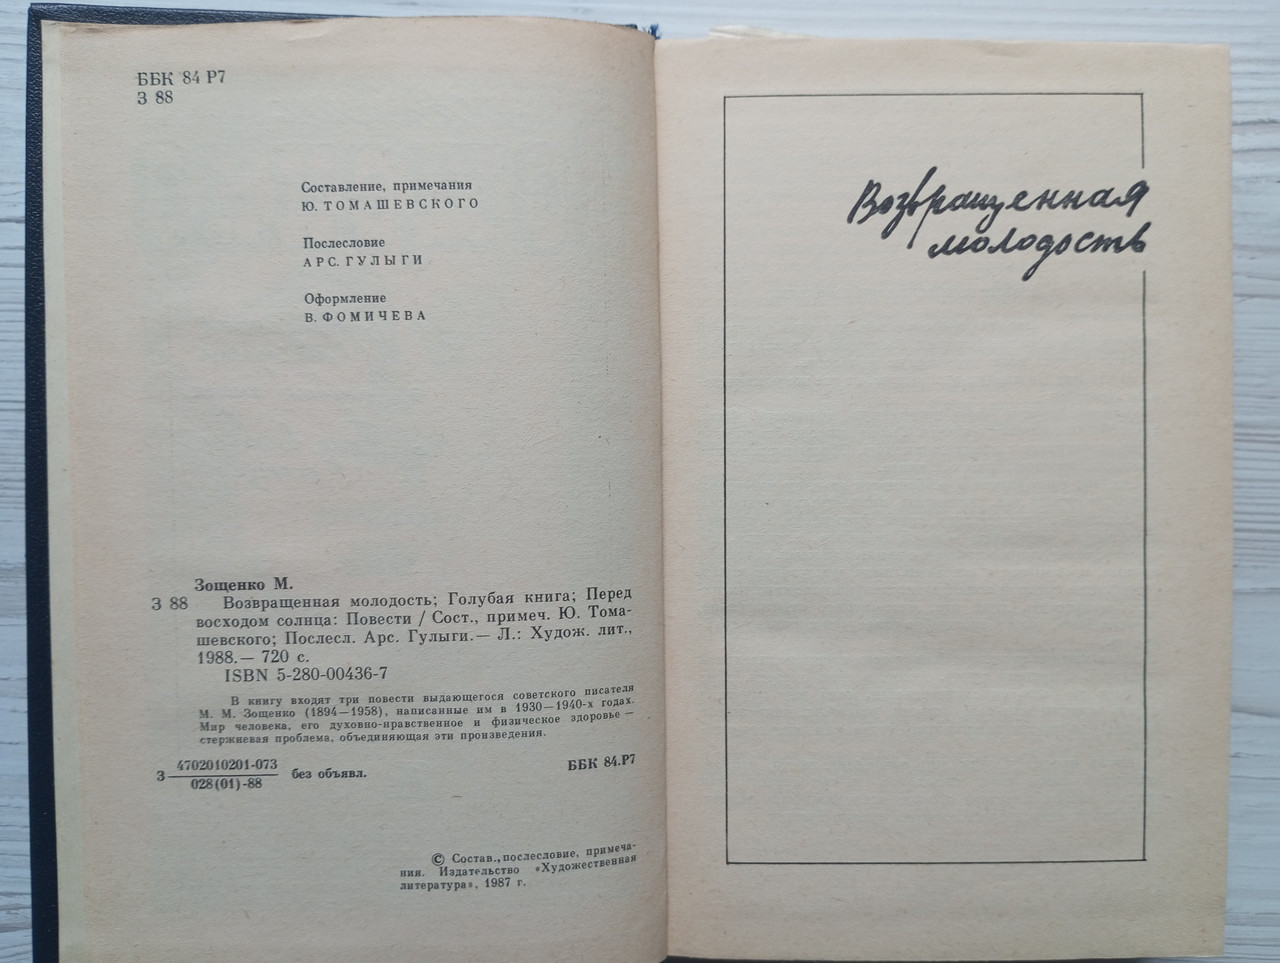 ББК 84 Р7
З 88
Составление, примечания
Ю. ТОМАШЕВСКОГО
Послесловие
АРС. ГУЛЫГИ
Оформление
В. ФОМИЧЕВА
Зощенко М.
З 88 Возвращенная молодость; Голубая книга; Перед
восходом солнца: Повести / Сост., примеч. Ю. Тома-
шевского; Послесл. Арс. Гулыги.— Л.: Худож. лит.,
1988.— 720 с.
ISBN 5-280-00436-7
В книгу входят три повести выдающегося советского писателя
М. М. Зощенко (1894—1958), написанные им в 1930—1940-х годах.
Мир человека, его духовно-нравственное и физическое здоровье —
стержневая проблема, объединяющая эти произведения.
З 4702010201-073
028(01)-88 без объявл.
ББК 84.Р7
© Состав., послесловие, примеча-
ния. Издательство «Художественная
литература», 1987 г.
Возвращенная
молодость